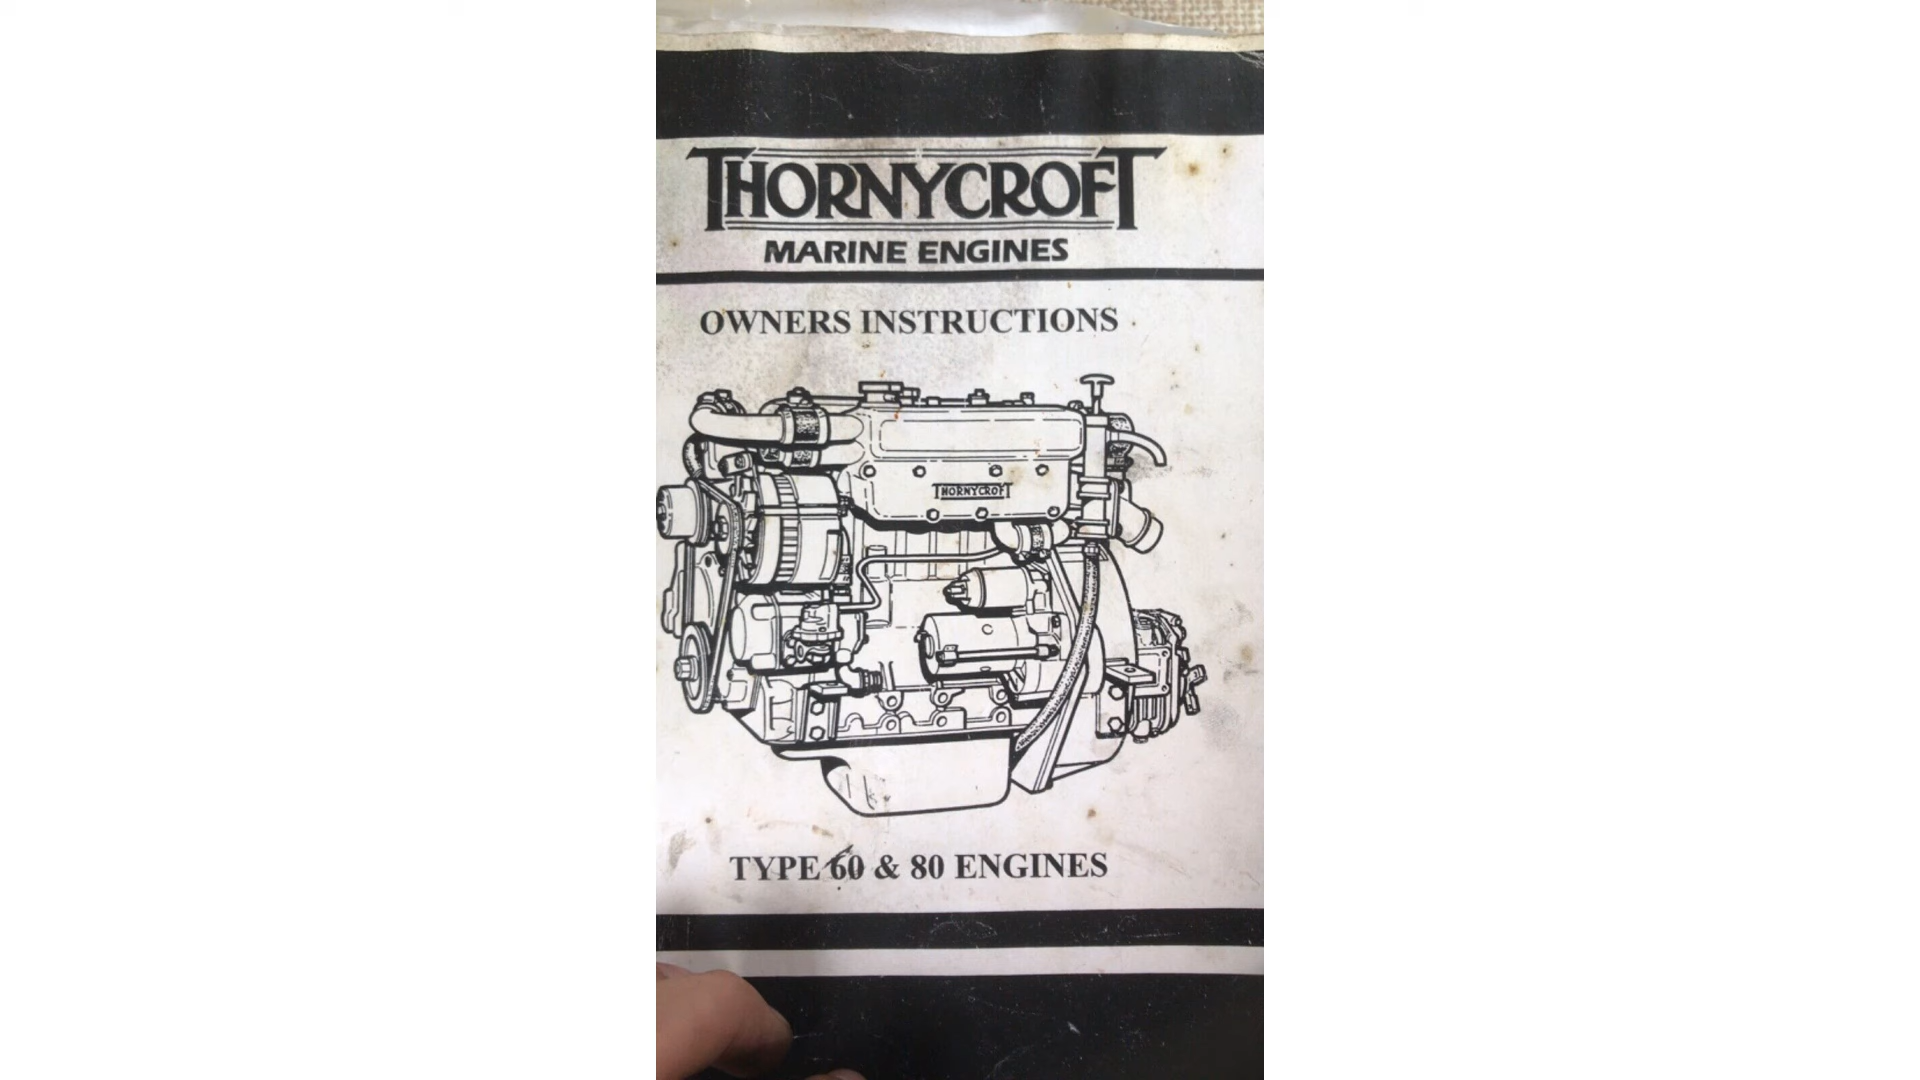 THORNYCROFT
MARINE ENGINES
OWNERS INSTRUCTIONS
THORNYCROFT
TYPE 60 & 80 ENGINES